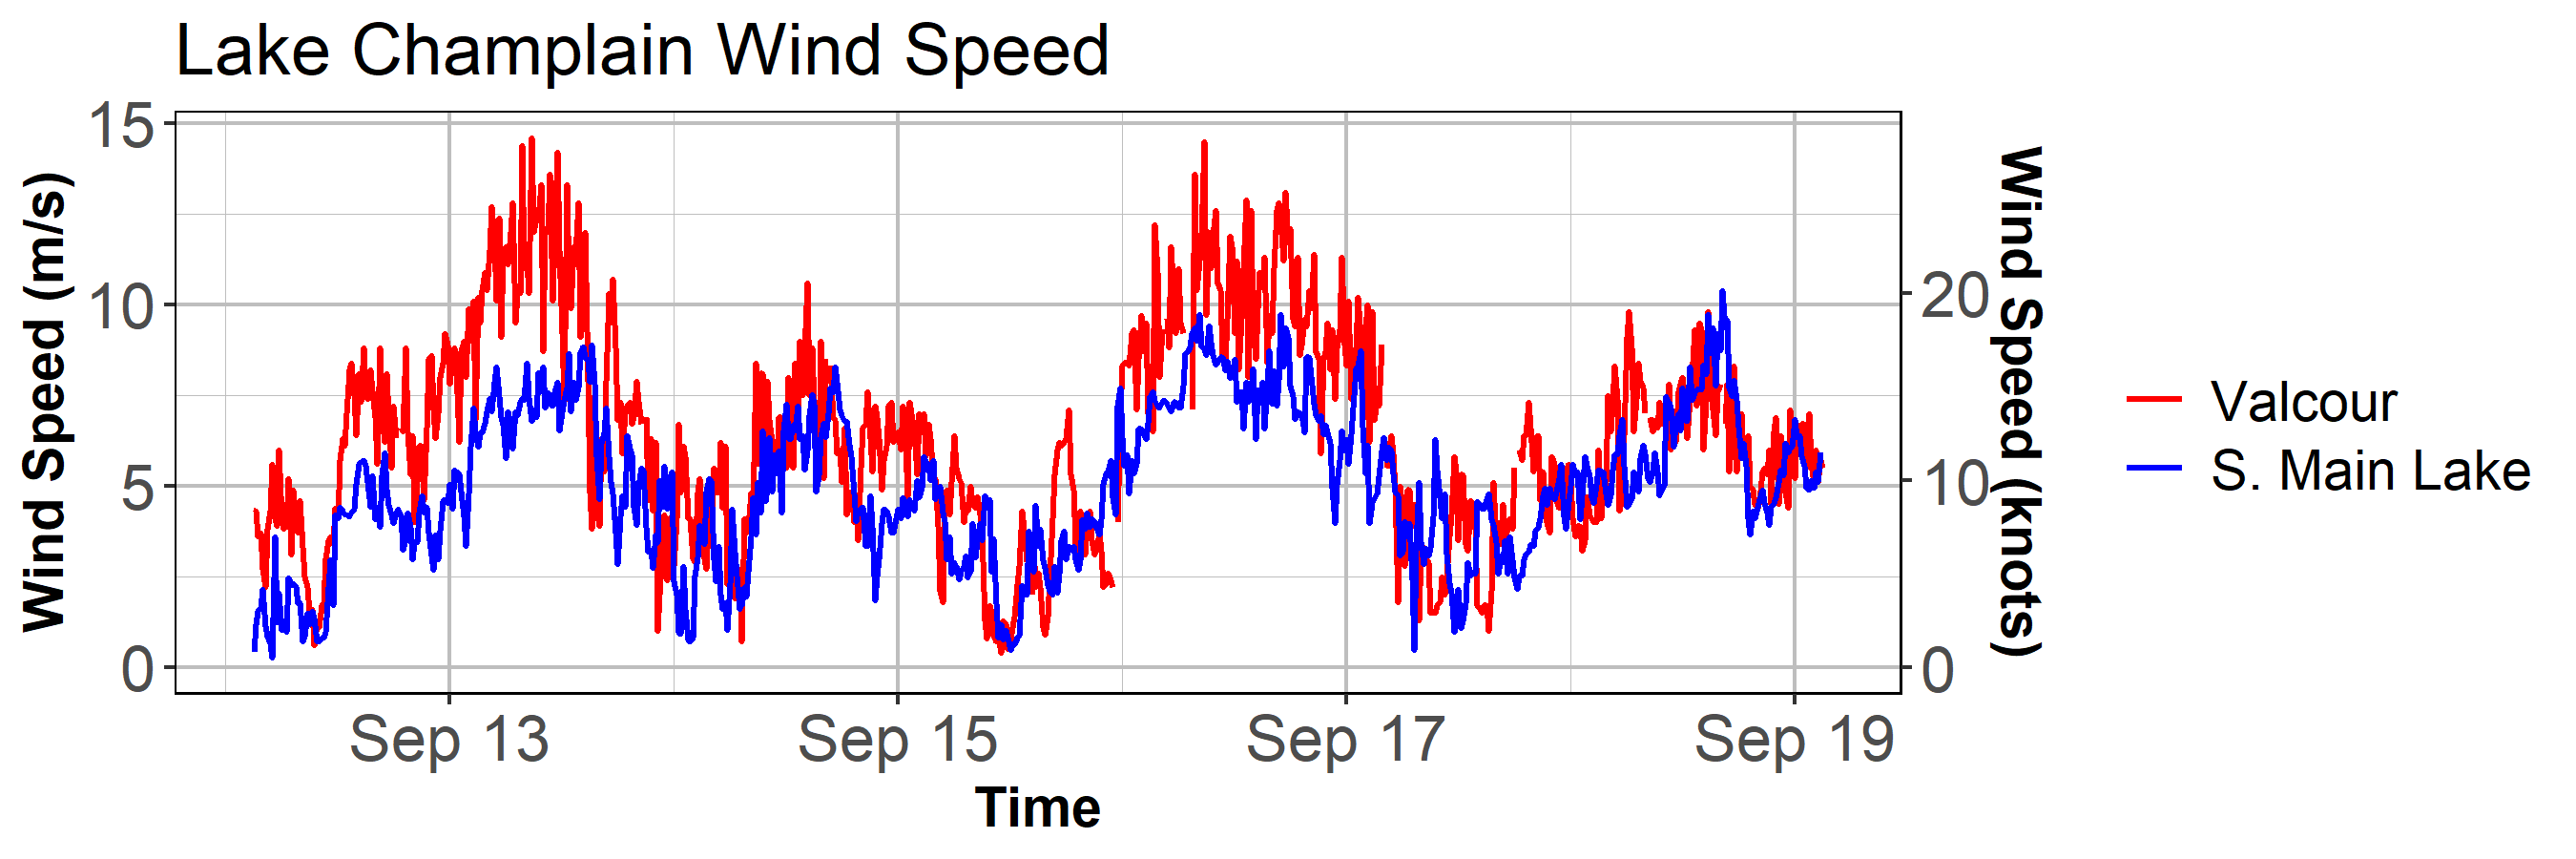 Lake Champlain Wind Speed
Wind Speed (m/s)
15
10
5
0
20
10
0
Wind Speed (knots)
Sep 13
Sep 15
Sep 17
Sep 19
Time
Valcour
S. Main Lake